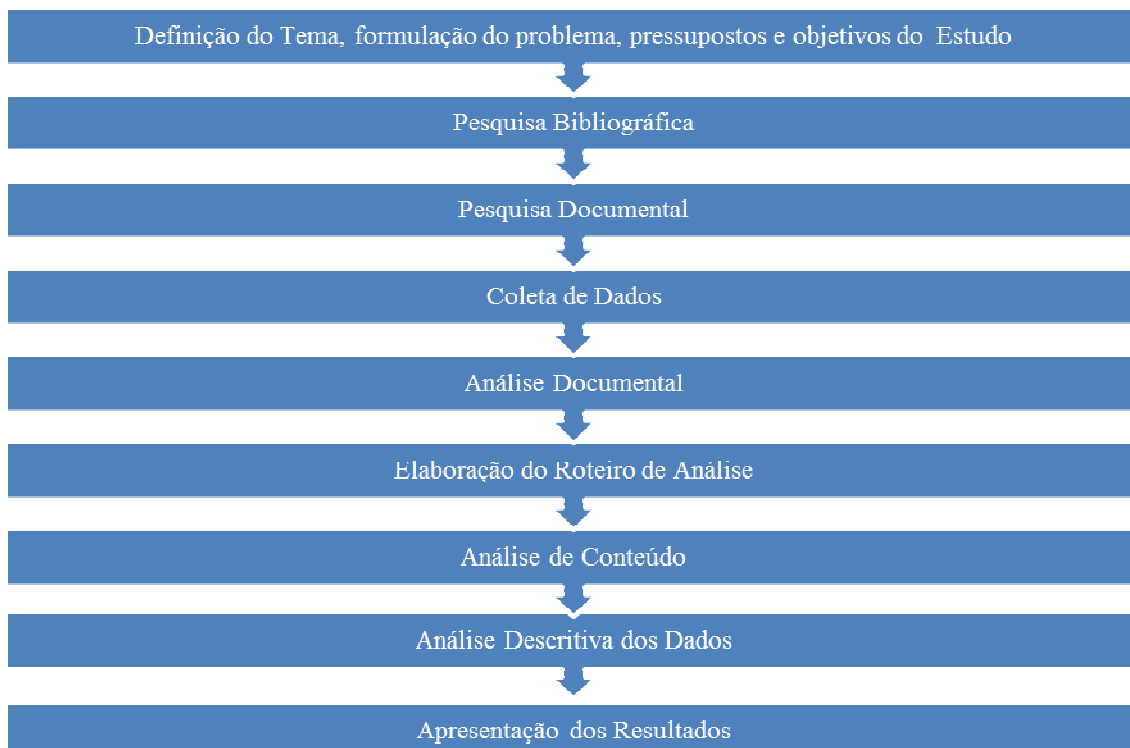 Definição do Tema, formulação do problema, pressupostos e objetivos do Estudo
Pesquisa Bibliográfica
Pesquisa Documental
Coleta de Dados
Análise Documental
Elaboração do Roteiro de Análise
Análise de Conteúdo
Análise Descritiva dos Dados
Apresentação dos Resultados